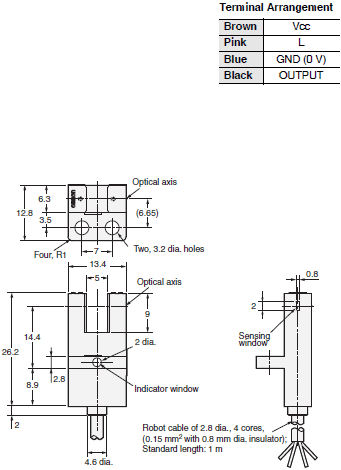 Terminal Arrangement
Brown Vcc
Pink L
Blue GND (0 V)
Black OUTPUT
Optical axis
6.3
12.8
3.5
(6.65)
Four, R1
7
Two, 3.2 dia. holes
13.4
5
Optical axis
0.8
2
9
Sensing
window
14.4
2 dia.
26.2
2.8
8.9
Indicator window
2
Robot cable of 2.8 dia., 4 cores,
(0.15 mm2 with 0.8 mm dia. insulator);
Standard length: 1 m
4.6 dia.